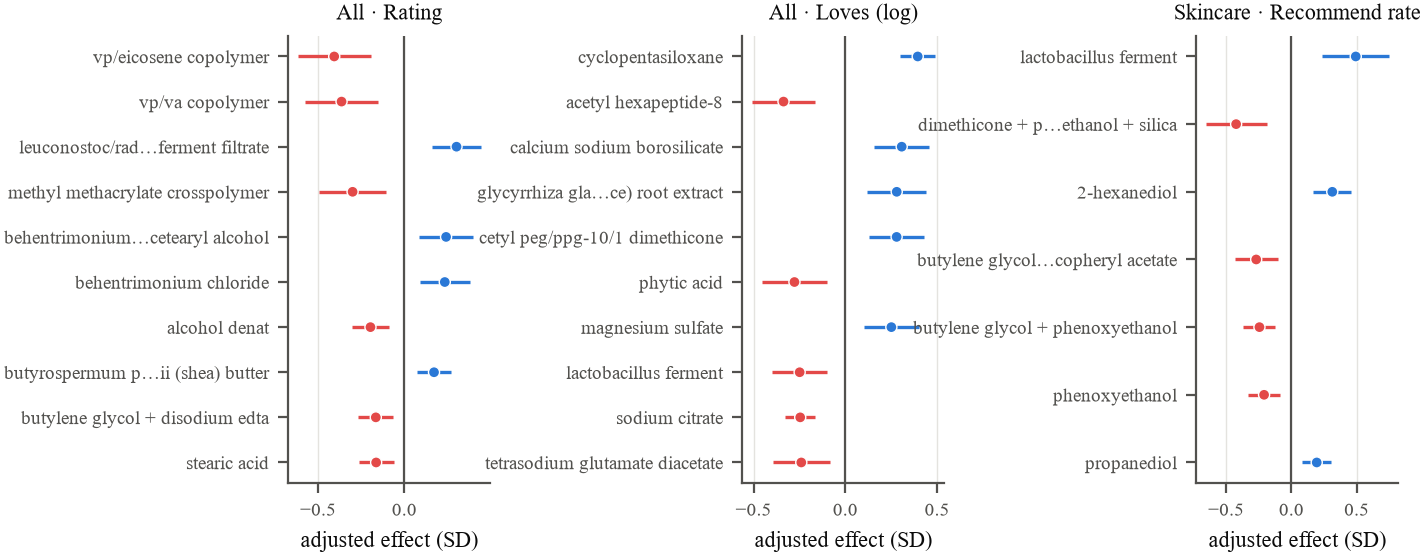 All · Rating
vp/eicosene copolymer
vp/va copolymer
leuconostoc/rad…ferment filtrate
methyl methacrylate crosspolymer
behentrimonium…cetearyl alcohol
behentrimonium chloride
alcohol denat
butyrospermum p…ii (shea) butter
butylene glycol + disodium edta
stearic acid
−0.5 0.0
adjusted effect (SD)
All · Loves (log)
cyclopentasiloxane
acetyl hexapeptide-8
calcium sodium borosilicate
glycyrrhiza gla…ce) root extract
cetyl peg/ppg-10/1 dimethicone
phytic acid
magnesium sulfate
lactobacillus ferment
sodium citrate
tetrasodium glutamate diacetate
−0.5 0.0 0.5
adjusted effect (SD)
Skincare · Recommend rate
lactobacillus ferment
dimethicone + p…ethanol + silica
2-hexanediol
butylene glycol…copheryl acetate
butylene glycol + phenoxyethanol
phenoxyethanol
propanediol
−0.5 0.0 0.5
adjusted effect (SD)